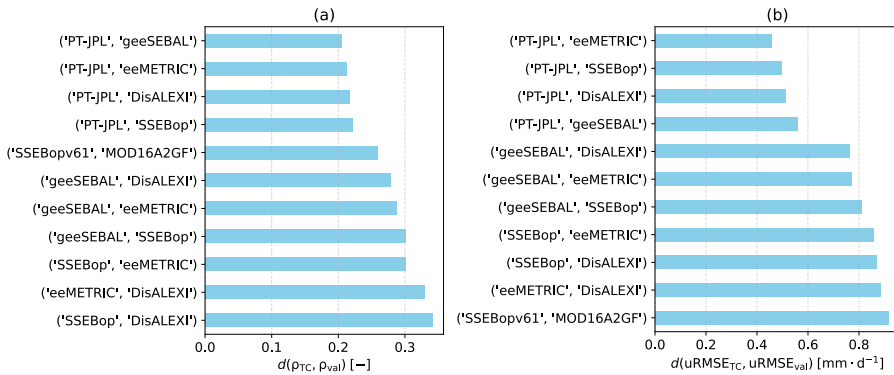 (a)
('PT-JPL', 'geeSEBAL')
('PT-JPL', 'eeMETRIC')
('PT-JPL', 'DisALEXI')
('PT-JPL', 'SSEBop')
('SSEBopv61', 'MOD16A2GF')
('geeSEBAL', 'DisALEXI')
('geeSEBAL', 'eeMETRIC')
('geeSEBAL', 'SSEBop')
('SSEBop', 'eeMETRIC')
('eeMETRIC', 'DisALEXI')
('SSEBop', 'DisALEXI')
0.0 0.1 0.2 0.3
d(ρTC, ρval) [−]
(b)
('PT-JPL', 'eeMETRIC')
('PT-JPL', 'SSEBop')
('PT-JPL', 'DisALEXI')
('PT-JPL', 'geeSEBAL')
('geeSEBAL', 'DisALEXI')
('geeSEBAL', 'eeMETRIC')
('geeSEBAL', 'SSEBop')
('SSEBop', 'eeMETRIC')
('SSEBop', 'DisALEXI')
('eeMETRIC', 'DisALEXI')
('SSEBopv61', 'MOD16A2GF')
0.0 0.2 0.4 0.6 0.8
d(uRMSETC, uRMSEval) [mm · d⁻¹]